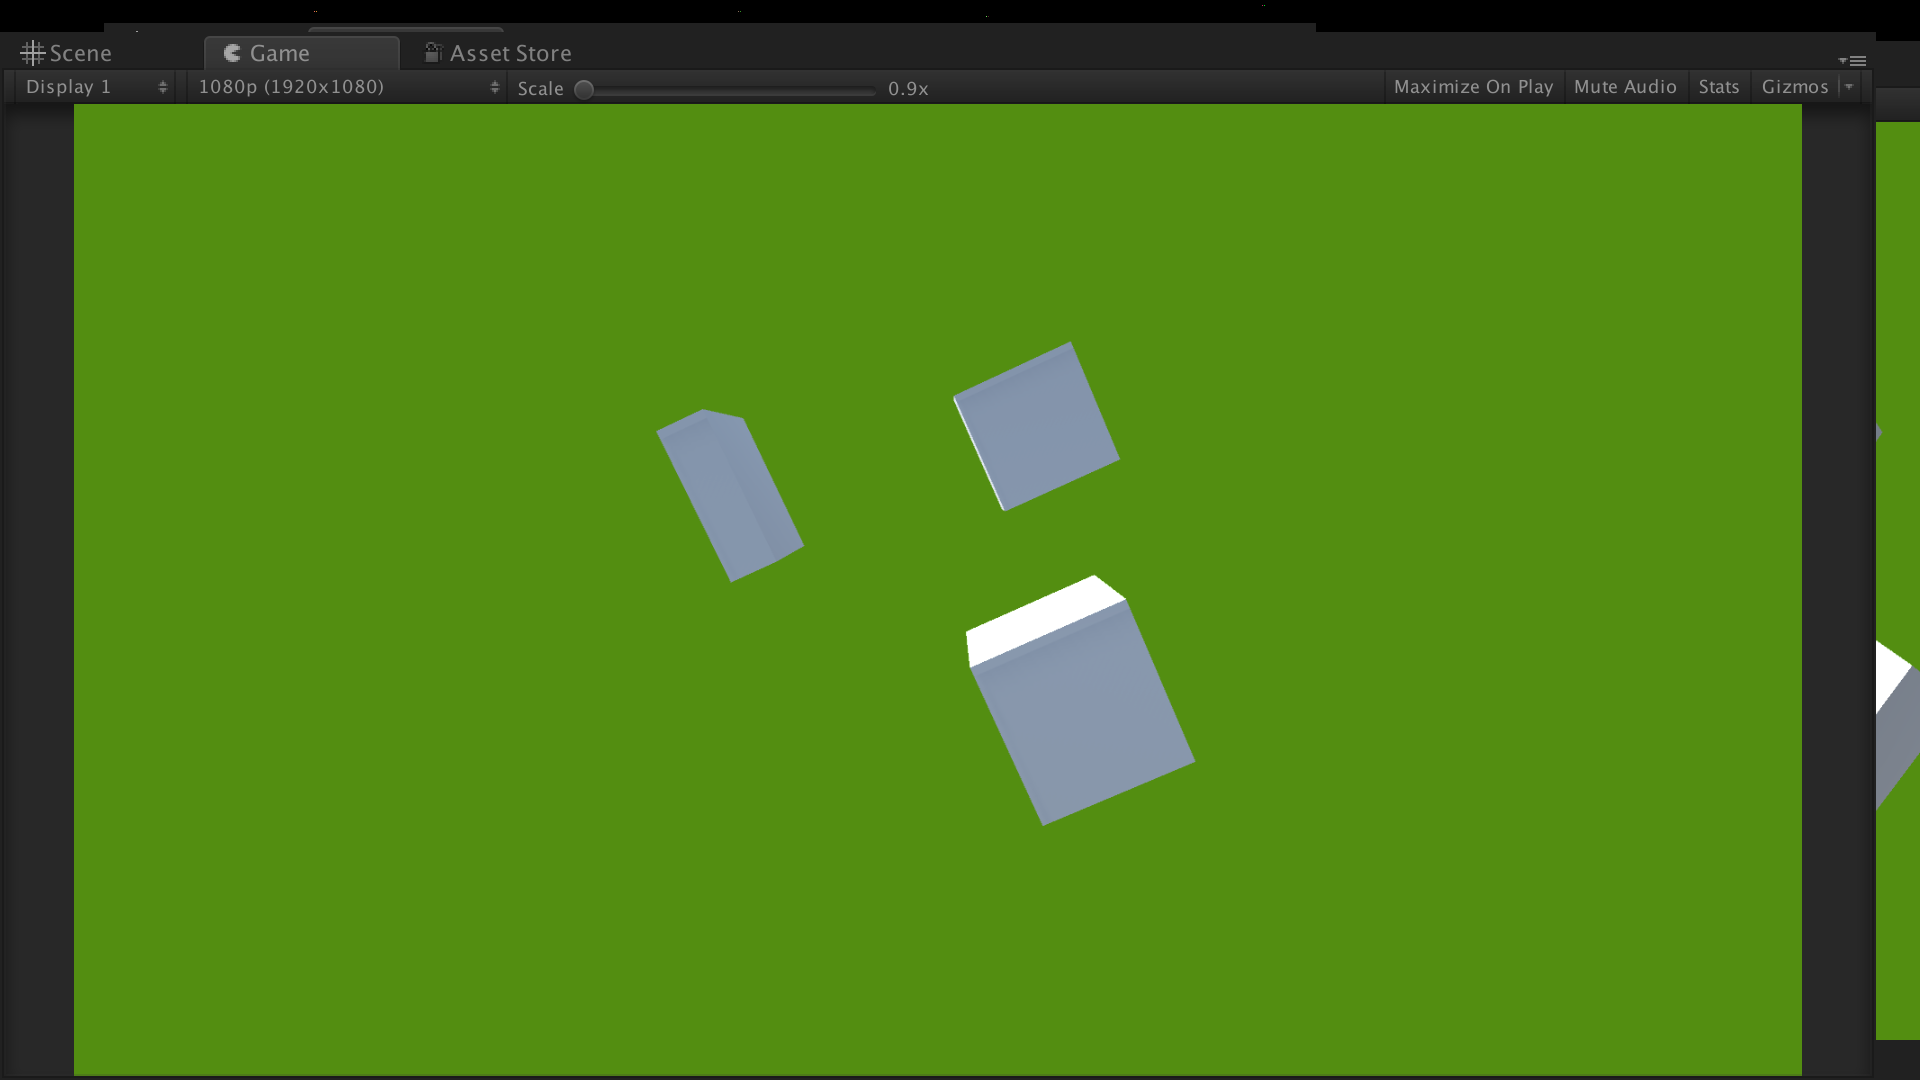 Scene Game Asset Store
Display 1 1080p (1920x1080) Scale 0.9x Maximize On Play Mute Audio Stats Gizmos